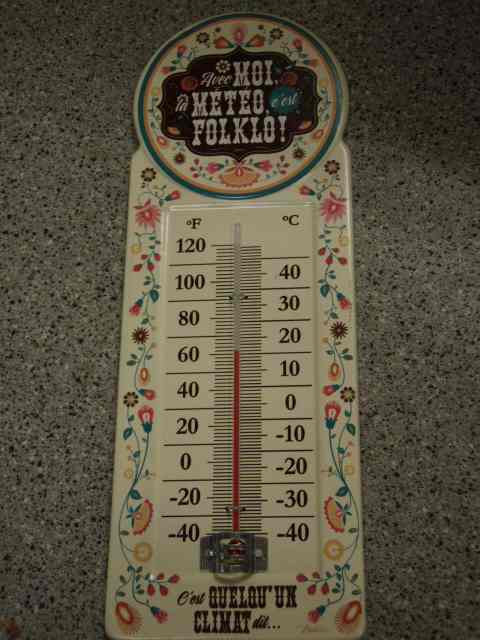 Avec MOI,
la MÉTÉO, c'est
FOLKLO!
°F °C
120
100 40
80 30
60 20
40 10
20 0
0 -10
-20 -20
-40 -30
-40
C'est QUELQU'UN
CLIMAT dit...